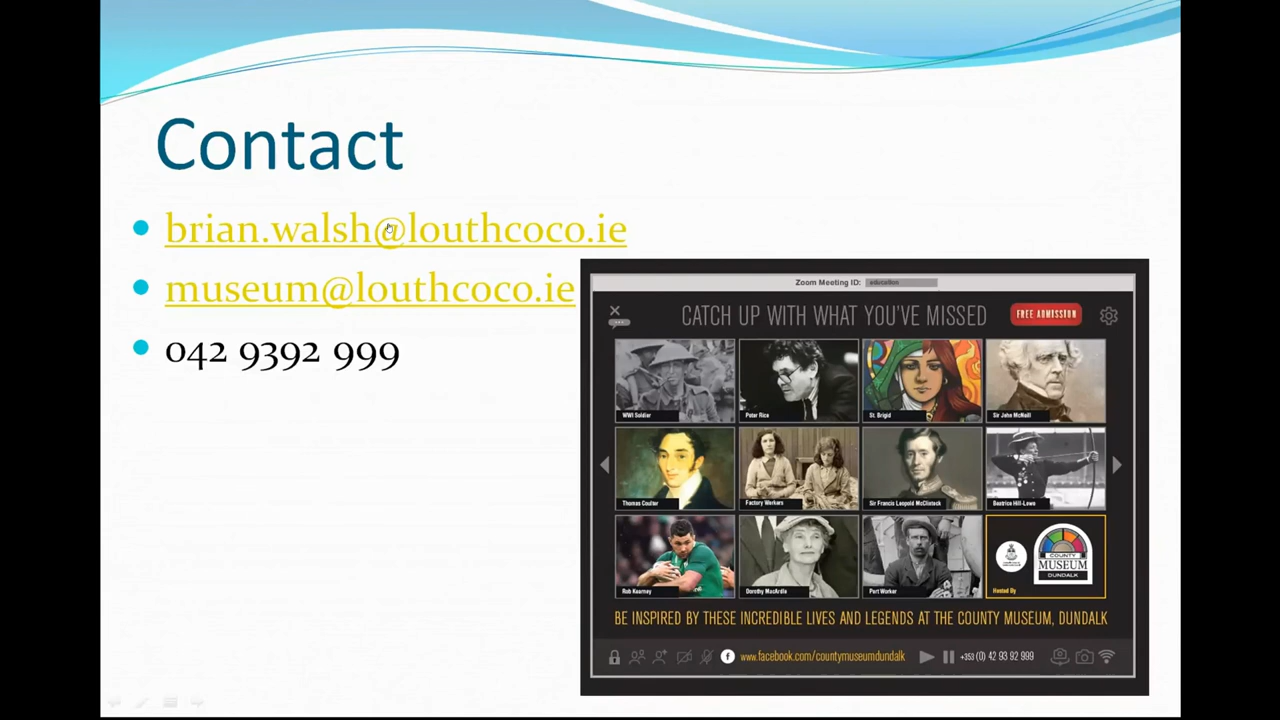 Contact
brian.walsh@louthcoco.ie
museum@louthcoco.ie
042 9392 999
Zoom Meeting ID: education
CATCH UP WITH WHAT YOU'VE MISSED
FREE ADMISSION
WWI Soldier
Peter Rice
St. Brigid
Sir John McNeill
Thomas Coulter
Factory Workers
Sir Francis Leopold McClintock
Beatrice Hill-Lowe
Rob Kearney
Dorothy MacArdle
Port Worker
Hosted By
COUNTY
MUSEUM
DUNDALK
BE INSPIRED BY THESE INCREDIBLE LIVES AND LEGENDS AT THE COUNTY MUSEUM, DUNDALK
www.facebook.com/countymuseumdundalk
+353 (0) 42 93 92 999